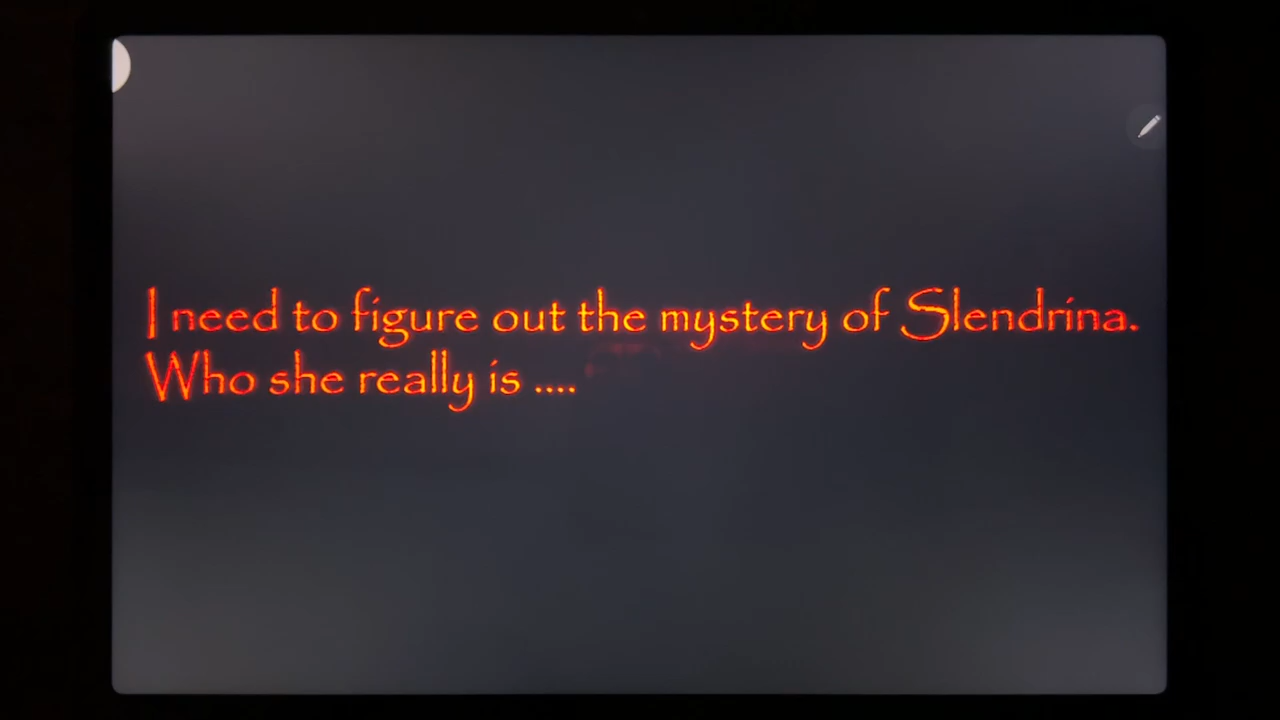 I need to figure out the mystery of Slendrina.
Who she really is ....